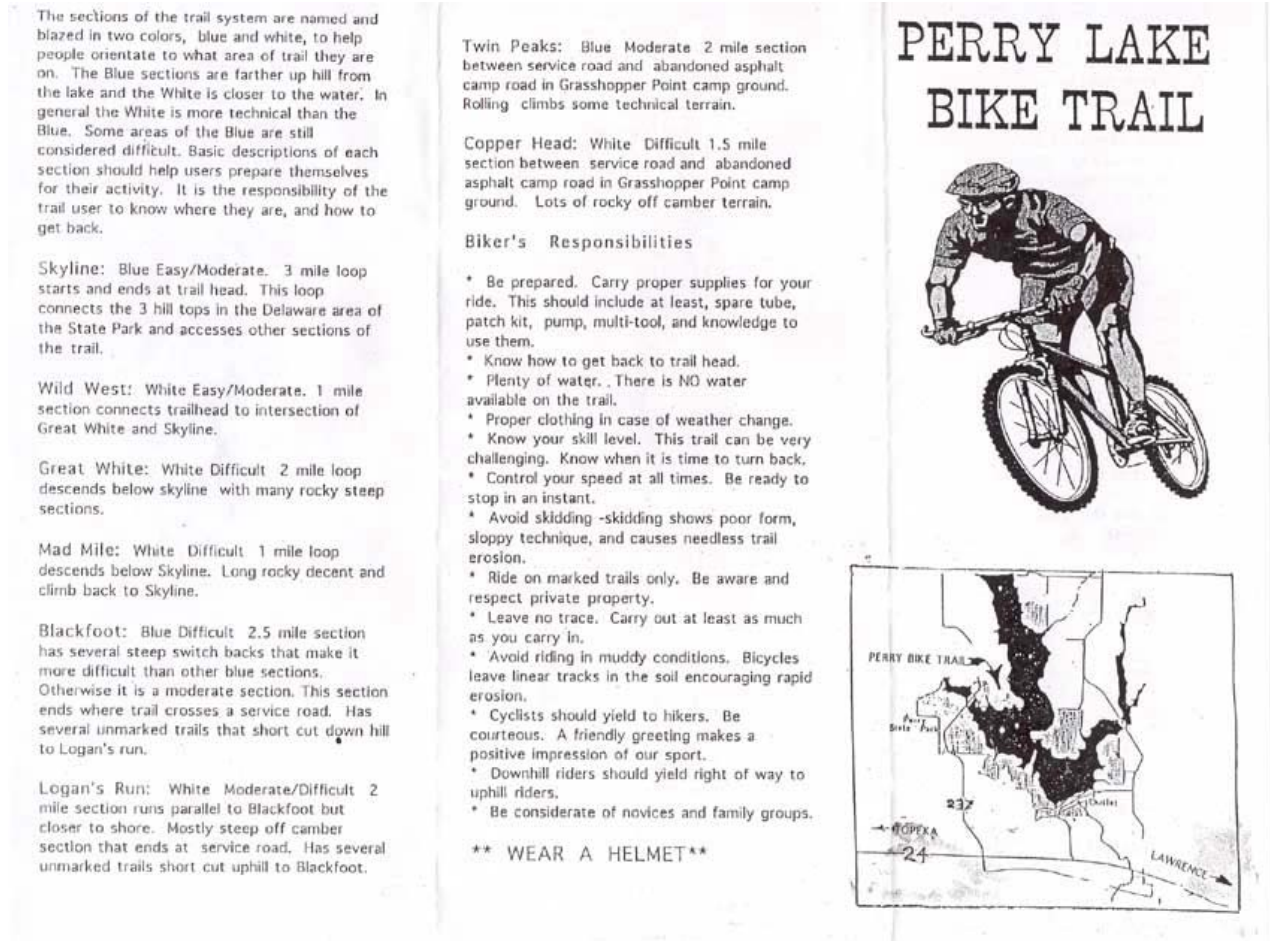 The sections of the trail system are named and
blazed in two colors, blue and white, to help
people orientate to what area of trail they are
on. The Blue sections are farther up hill from
the lake and the White is closer to the water. In
general the White is more technical than the
Blue. Some areas of the Blue are still
considered difficult. Basic descriptions of each
section should help users prepare themselves
for their activity. It is the responsibility of the
trail user to know where they are, and how to
get back.
Skyline: Blue Easy/Moderate. 3 mile loop
starts and ends at trail head. This loop
connects the 3 hill tops in the Delaware area of
the State Park and accesses other sections of
the trail.
Wild West: White Easy/Moderate. 1 mile
section connects trailhead to intersection of
Great White and Skyline.
Great White: White Difficult 2 mile loop
descends below skyline with many rocky steep
sections.
Mad Mile: White Difficult 1 mile loop
descends below Skyline. Long rocky decent and
climb back to Skyline.
Blackfoot: Blue Difficult 2.5 mile section
has several steep switch backs that make it
more difficult than other blue sections.
Otherwise it is a moderate section. This section
ends where trail crosses a service road. Has
several unmarked trails that short cut down hill
to Logan's run.
Logan's Run: White Moderate/Difficult 2
mile section runs parallel to Blackfoot but
closer to shore. Mostly steep off camber
section that ends at service road. Has several
unmarked trails short cut uphill to Blackfoot.
Twin Peaks: Blue Moderate 2 mile section
between service road and abandoned asphalt
camp road in Grasshopper Point camp ground.
Rolling climbs some technical terrain.
Copper Head: White Difficult 1.5 mile
section between service road and abandoned
asphalt camp road in Grasshopper Point camp
ground. Lots of rocky off camber terrain.
Biker's Responsibilities
* Be prepared. Carry proper supplies for your
ride. This should include at least, spare tube,
patch kit, pump, multi-tool, and knowledge to
use them.
* Know how to get back to trail head.
* Plenty of water. There is NO water
available on the trail.
* Proper clothing in case of weather change.
* Know your skill level. This trail can be very
challenging. Know when it is time to turn back.
* Control your speed at all times. Be ready to
stop in an instant.
* Avoid skidding -skidding shows poor form,
sloppy technique, and causes needless trail
erosion.
* Ride on marked trails only. Be aware and
respect private property.
* Leave no trace. Carry out at least as much
as you carry in.
* Avoid riding in muddy conditions. Bicycles
leave linear tracks in the soil encouraging rapid
erosion.
* Cyclists should yield to hikers. Be
courteous. A friendly greeting makes a
positive impression of our sport.
* Downhill riders should yield right of way to
uphill riders.
* Be considerate of novices and family groups.
** WEAR A HELMET**
PERRY LAKE
BIKE TRAIL
PERRY BIKE TRAIL
Perry
State Park
237
Outlet
TOPEKA
24
LAWRENCE